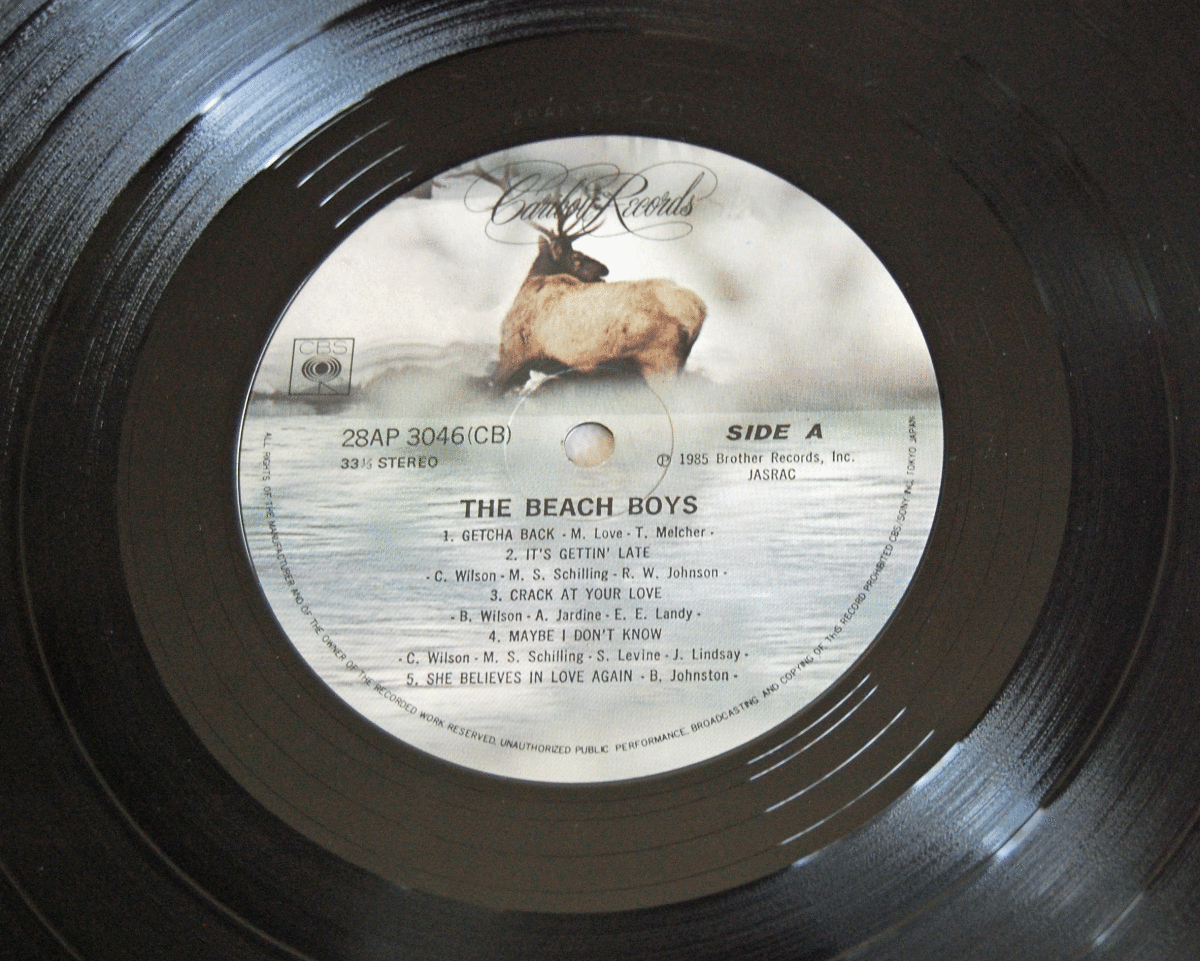 Caribou Records
CBS
28AP 3046(CB)
33⅓ STEREO
SIDE A
Ⓟ 1985 Brother Records, Inc.
JASRAC
THE BEACH BOYS
1. GETCHA BACK - M. Love - T. Melcher -
2. IT'S GETTIN' LATE
- C. Wilson - M. S. Schilling - R. W. Johnson -
3. CRACK AT YOUR LOVE
- B. Wilson - A. Jardine - E. E. Landy -
4. MAYBE I DON'T KNOW
- C. Wilson - M. S. Schilling - S. Levine - J. Lindsay -
5. SHE BELIEVES IN LOVE AGAIN - B. Johnston -
ALL RIGHTS OF THE MANUFACTURER AND OF THE OWNER OF THE RECORDED WORK RESERVED. UNAUTHORIZED PUBLIC PERFORMANCE. BROADCASTING AND COPYING OF THIS RECORD PROHIBITED CBS/SONY INC. TOKYO JAPAN